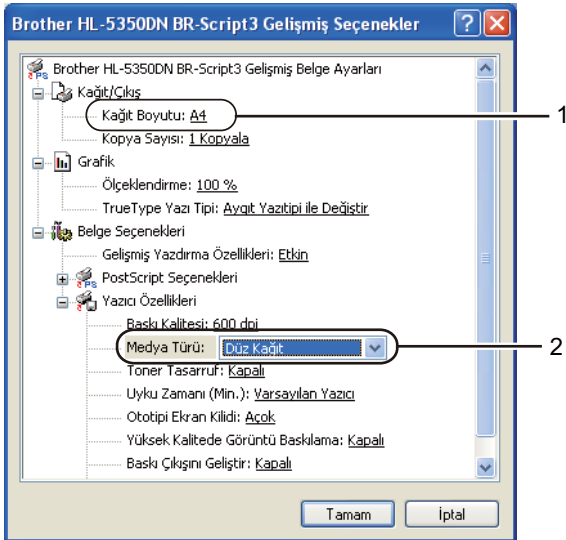 Brother HL-5350DN BR-Script3 Gelişmiş Seçenekler
Brother HL-5350DN BR-Script3 Gelişmiş Belge Ayarları
Kağıt/Çıkış
Kağıt Boyutu: A4
1
Kopya Sayısı: 1 Kopyala
Grafik
Ölçeklendirme: 100 %
TrueType Yazı Tipi: Aygıt Yazıtipi ile Değiştir
Belge Seçenekleri
Gelişmiş Yazdırma Özellikleri: Etkin
PostScript Seçenekleri
Yazıcı Özellikleri
Baskı Kalitesi: 600 dpi
Medya Türü: Düz Kağıt
2
Toner Tasarruf: Kapalı
Uyku Zamanı (Min.): Varsayılan Yazıcı
Ototipi Ekran Kilidi: Açok
Yüksek Kalitede Görüntü Baskılama: Kapalı
Baskı Çıkışını Geliştir: Kapalı
Tamam İptal